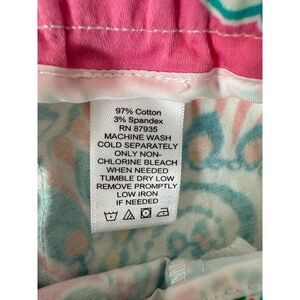 97% Cotton
3% Spandex
RN 87935
MACHINE WASH
COLD SEPARATELY
ONLY NON-
CHLORINE BLEACH
WHEN NEEDED
TUMBLE DRY LOW
REMOVE PROMPTLY
LOW IRON
IF NEEDED